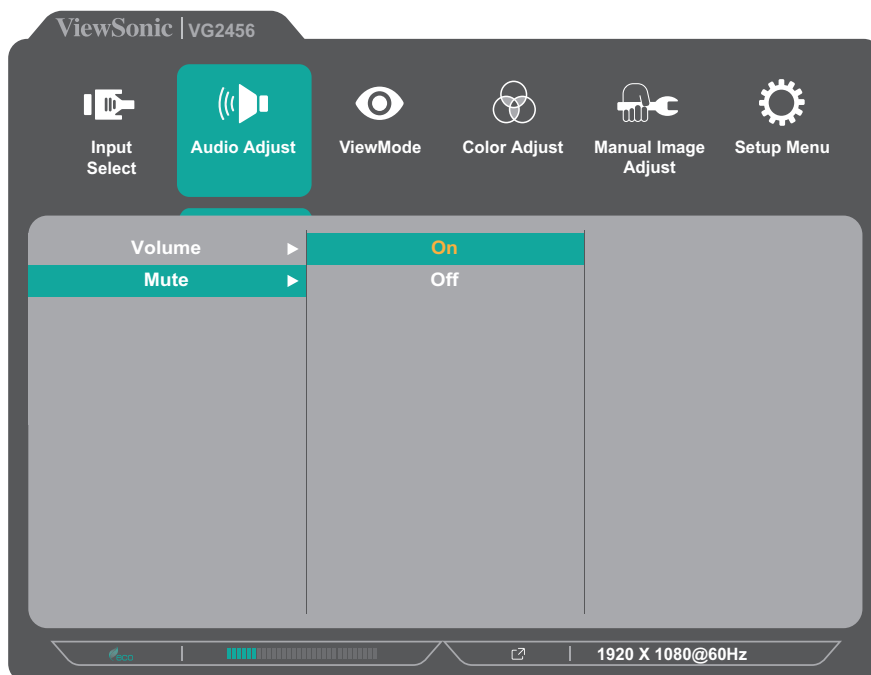 ViewSonic | VG2456
Input Select
Audio Adjust
ViewMode
Color Adjust
Manual Image Adjust
Setup Menu
Volume
On
Mute
Off
eco
1920 X 1080@60Hz